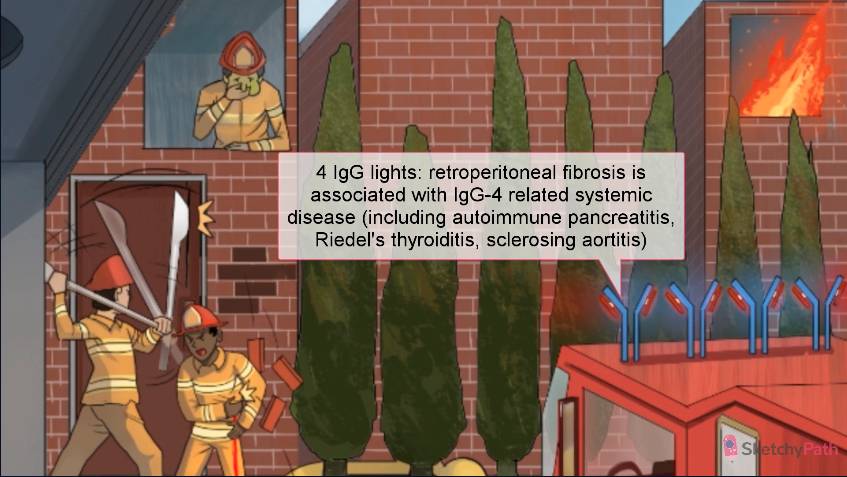 4 IgG lights: retroperitoneal fibrosis is
associated with IgG-4 related systemic
disease (including autoimmune pancreatitis,
Riedel's thyroiditis, sclerosing aortitis)
SketchyPath